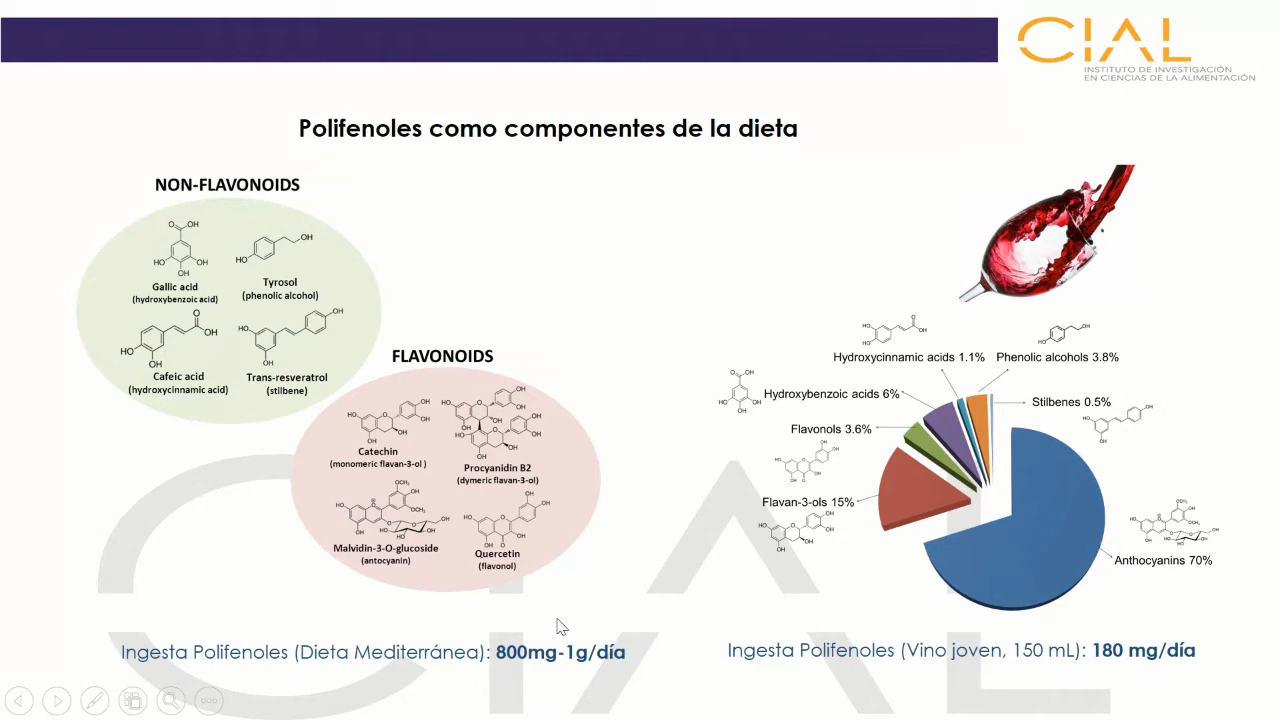 CIAL
INSTITUTO DE INVESTIGACIÓN
EN CIENCIAS DE LA ALIMENTACIÓN
Polifenoles como componentes de la dieta
NON-FLAVONOIDS
Gallic acid
(hydroxybenzoic acid)
Tyrosol
(phenolic alcohol)
Cafeic acid
(hydroxycinnamic acid)
Trans-resveratrol
(stilbene)
FLAVONOIDS
Catechin
(monomeric flavan-3-ol )
Procyanidin B2
(dymeric flavan-3-ol)
Malvidin-3-O-glucoside
(antocyanin)
Quercetin
(flavonol)
Ingesta Polifenoles (Dieta Mediterránea): 800mg-1g/día
Hydroxycinnamic acids 1.1%
Phenolic alcohols 3.8%
Hydroxybenzoic acids 6%
Stilbenes 0.5%
Flavonols 3.6%
Flavan-3-ols 15%
Anthocyanins 70%
Ingesta Polifenoles (Vino joven, 150 mL): 180 mg/día
CIAL